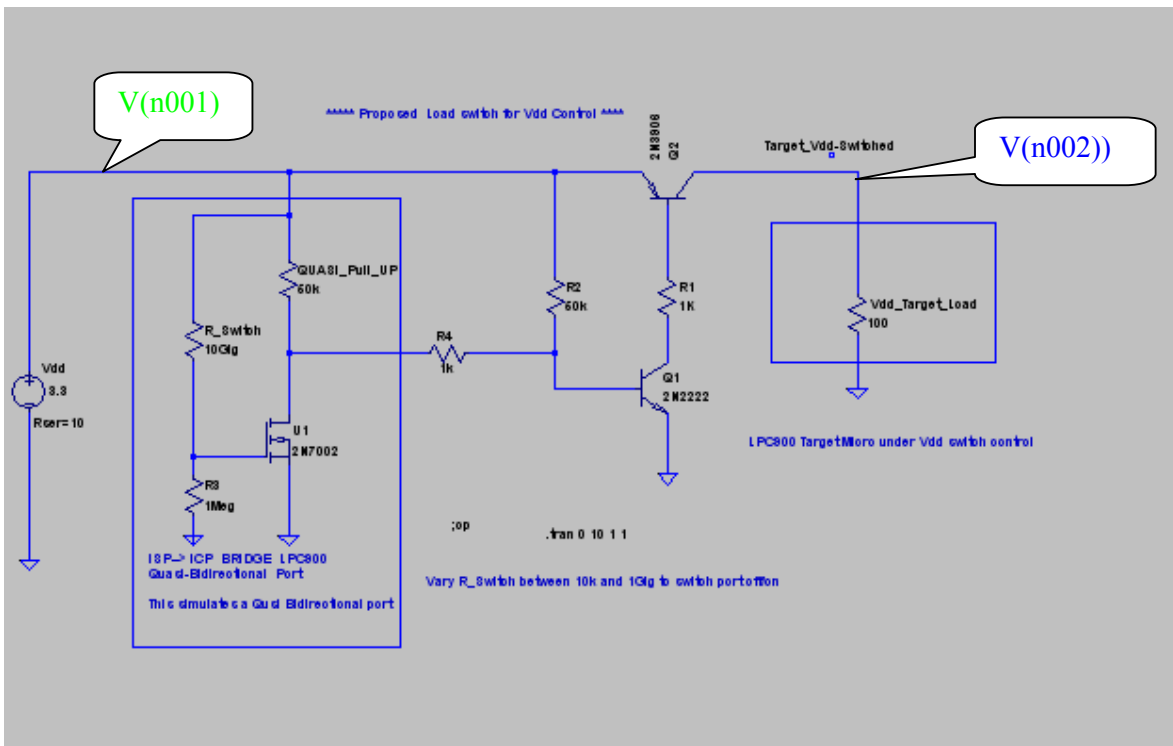 V(n001)
***** Proposed Load switch for Vdd Control ****
2N3906
Q2
Target_Vdd-Switched
V(n002))
QUASI_Pull_UP
60k
R_Switch
10Gig
R4
1k
R2
60k
R1
1K
Vdd_Target_Load
100
Vdd
3.3
Rser=10
U1
2N7002
Q1
2N2222
R3
1Meg
LPC900 Target Micro under Vdd switch control
ISP-> ICP BRIDGE LPC900
Quasi-Bidirectional Port
This simulates a Qusi Bidirectional port
;op
.tran 0 10 1 1
Vary R_Switch between 10k and 1Gig to switch port off/on